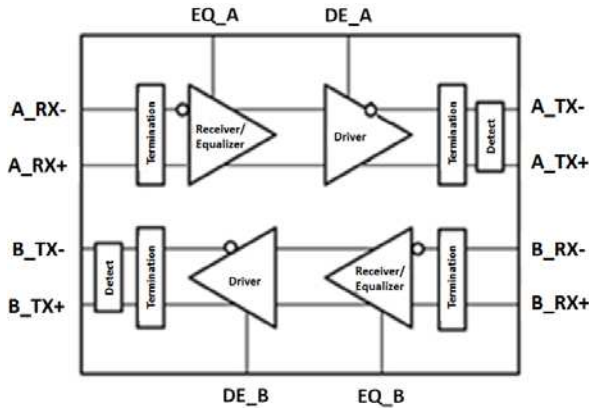 EQ_A DE_A
A_RX- A_TX-
Termination
Receiver/
Equalizer
Driver
Termination
Detect
A_RX+ A_TX+
B_TX- B_RX-
Detect
Termination
Driver
Receiver/
Equalizer
Termination
B_TX+ B_RX+
DE_B EQ_B